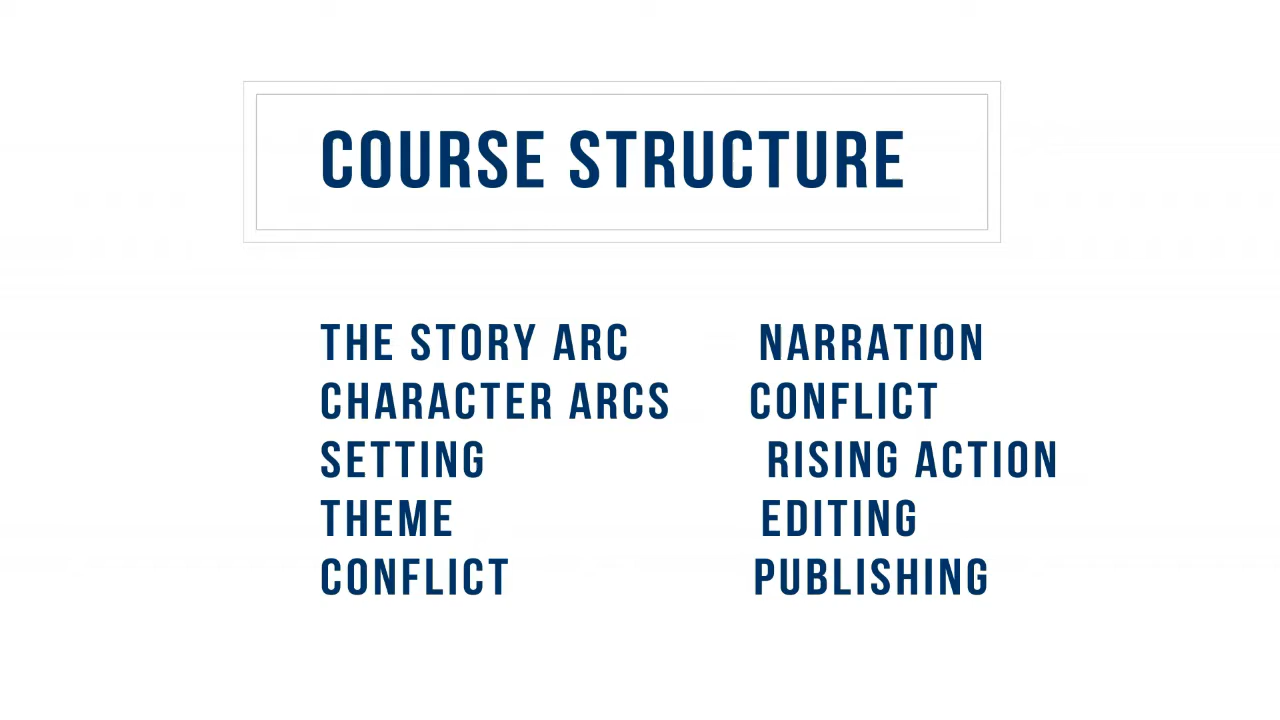 COURSE STRUCTURE
THE STORY ARC NARRATION
CHARACTER ARCS CONFLICT
SETTING RISING ACTION
THEME EDITING
CONFLICT PUBLISHING